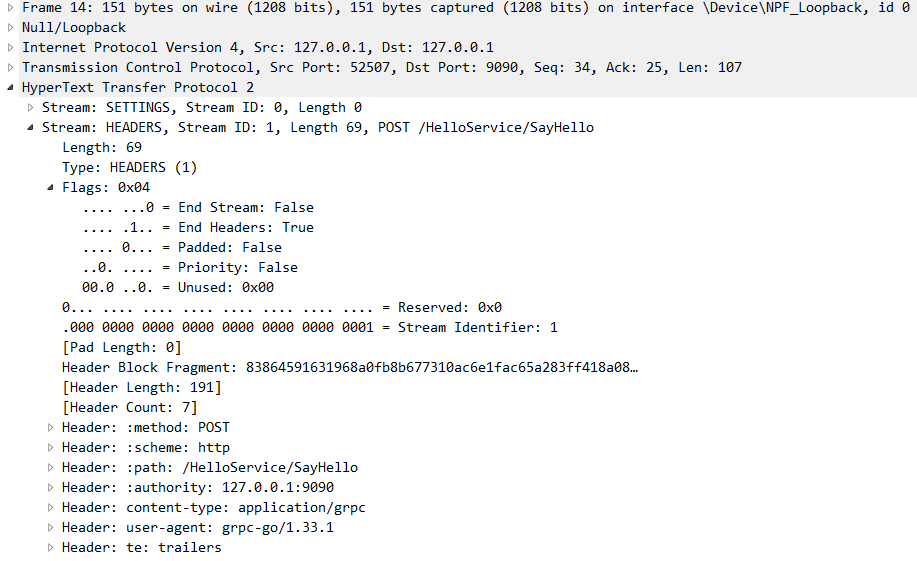 Frame 14: 151 bytes on wire (1208 bits), 151 bytes captured (1208 bits) on interface \Device\NPF_Loopback, id 0
Null/Loopback
Internet Protocol Version 4, Src: 127.0.0.1, Dst: 127.0.0.1
Transmission Control Protocol, Src Port: 52507, Dst Port: 9090, Seq: 34, Ack: 25, Len: 107
HyperText Transfer Protocol 2
Stream: SETTINGS, Stream ID: 0, Length 0
Stream: HEADERS, Stream ID: 1, Length 69, POST /HelloService/SayHello
Length: 69
Type: HEADERS (1)
Flags: 0x04
.... ...0 = End Stream: False
.... .1.. = End Headers: True
.... 0... = Padded: False
..0. .... = Priority: False
00.0 ..0. = Unused: 0x00
0... .... .... .... .... .... .... .... = Reserved: 0x0
.000 0000 0000 0000 0000 0000 0000 0001 = Stream Identifier: 1
[Pad Length: 0]
Header Block Fragment: 83864591631968a0fb8b677310ac6e1fac65a283ff418a08…
[Header Length: 191]
[Header Count: 7]
Header: :method: POST
Header: :scheme: http
Header: :path: /HelloService/SayHello
Header: :authority: 127.0.0.1:9090
Header: content-type: application/grpc
Header: user-agent: grpc-go/1.33.1
Header: te: trailers